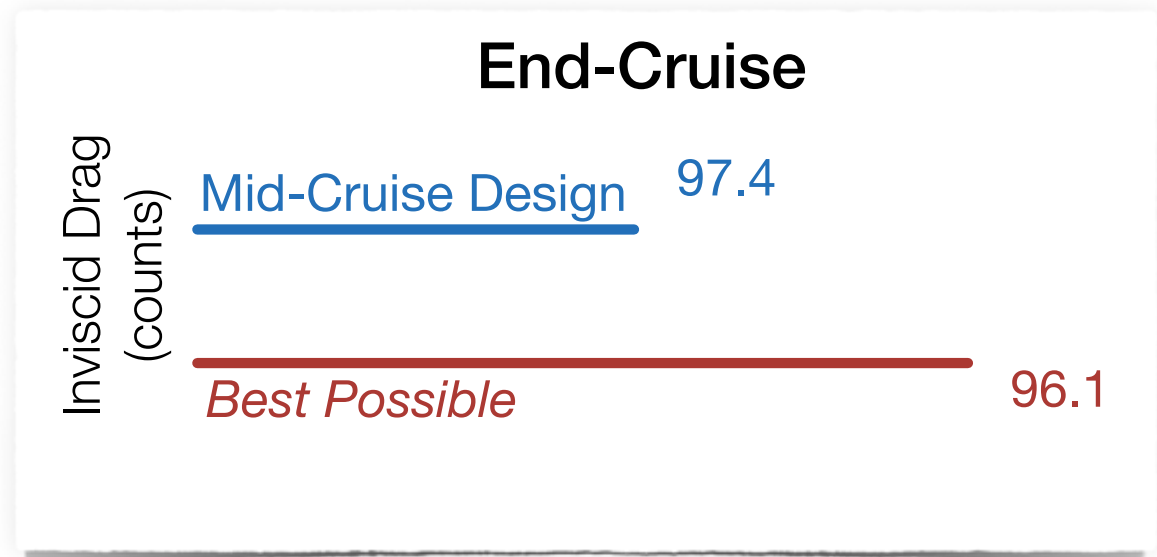 End-Cruise
Inviscid Drag
(counts)
Mid-Cruise Design
97.4
Best Possible
96.1